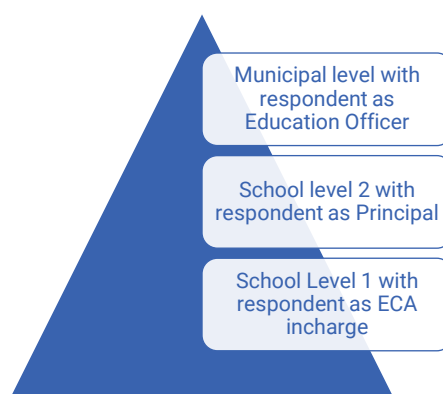 Municipal level with
respondent as
Education Officer
School level 2 with
respondent as Principal
School Level 1 with
respondent as ECA
incharge